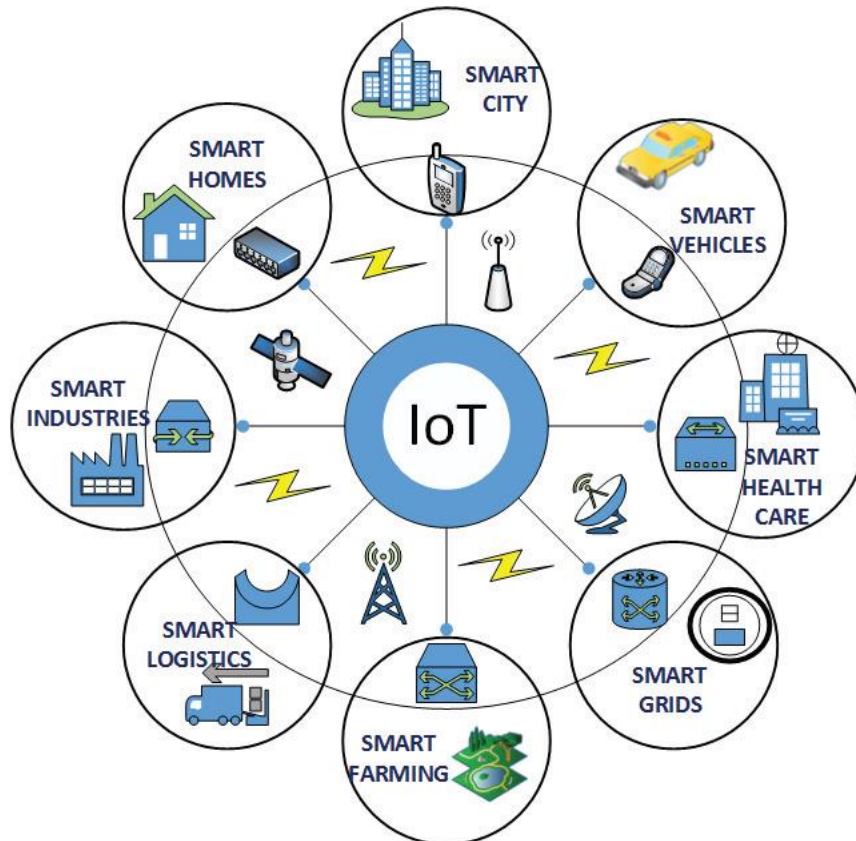 SMART
CITY
SMART
HOMES
SMART
VEHICLES
SMART
INDUSTRIES
IoT
SMART
HEALTH
CARE
SMART
LOGISTICS
SMART
GRIDS
SMART
FARMING